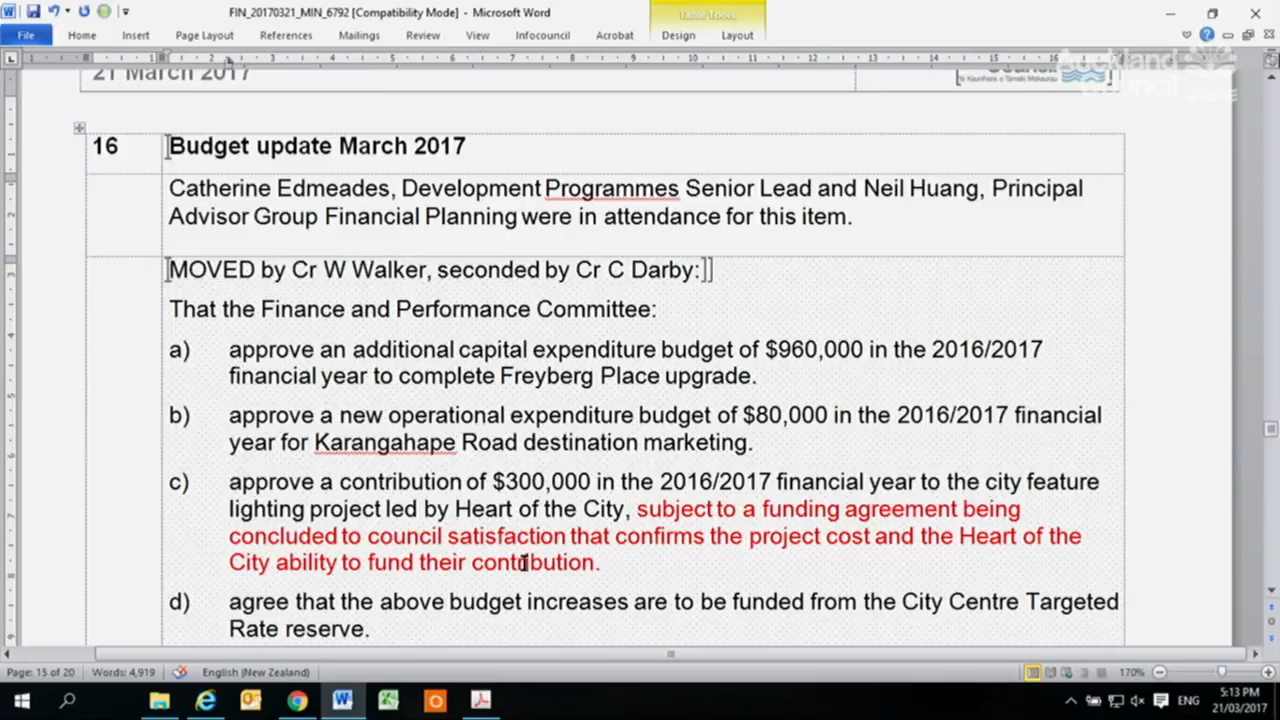 FIN_20170321_MIN_6792 [Compatibility Mode] - Microsoft Word
Table Tools
File Home Insert Page Layout References Mailings Review View Infocouncil Acrobat Design Layout
21 March 2017
Auckland Council
16 Budget update March 2017
Catherine Edmeades, Development Programmes Senior Lead and Neil Huang, Principal
Advisor Group Financial Planning were in attendance for this item.
MOVED by Cr W Walker, seconded by Cr C Darby:
That the Finance and Performance Committee:
a) approve an additional capital expenditure budget of $960,000 in the 2016/2017
financial year to complete Freyberg Place upgrade.
b) approve a new operational expenditure budget of $80,000 in the 2016/2017 financial
year for Karangahape Road destination marketing.
c) approve a contribution of $300,000 in the 2016/2017 financial year to the city feature
lighting project led by Heart of the City, subject to a funding agreement being
concluded to council satisfaction that confirms the project cost and the Heart of the
City ability to fund their contribution.
d) agree that the above budget increases are to be funded from the City Centre Targeted
Rate reserve.
Page: 15 of 20 Words: 4,919 English (New Zealand) 170%
ENG 5:13 PM
21/03/2017